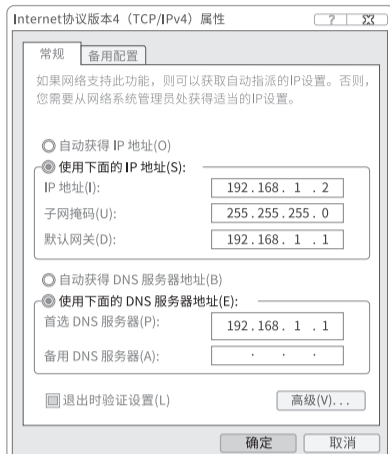 Internet协议版本4（TCP/IPv4）属性
常规 备用配置
如果网络支持此功能，则可以获取自动指派的IP设置。否则，
您需要从网络系统管理员处获得适当的IP设置。
自动获得 IP 地址(O)
使用下面的 IP 地址(S):
IP 地址(I): 192.168. 1 .2
子网掩码(U): 255.255.255.0
默认网关(D): 192.168. 1 .1
自动获得 DNS 服务器地址(B)
使用下面的 DNS 服务器地址(E):
首选 DNS 服务器(P): 192.168. 1 .1
备用 DNS 服务器(A): . . .
退出时验证设置(L) 高级(V)...
确定 取消